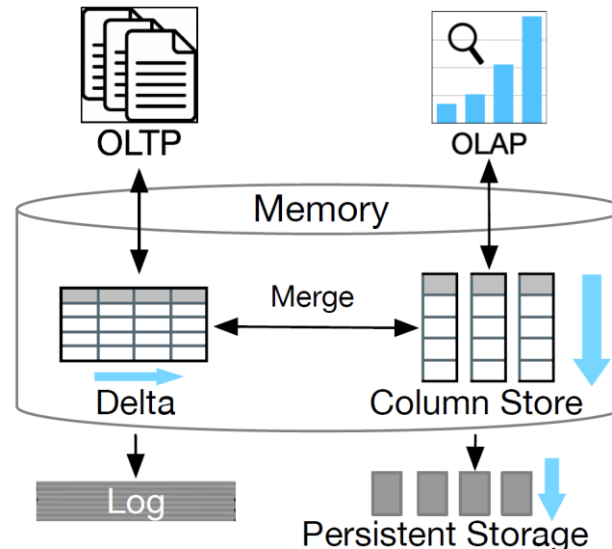 OLTP
OLAP
Memory
Merge
Delta
Column Store
Log
Persistent Storage